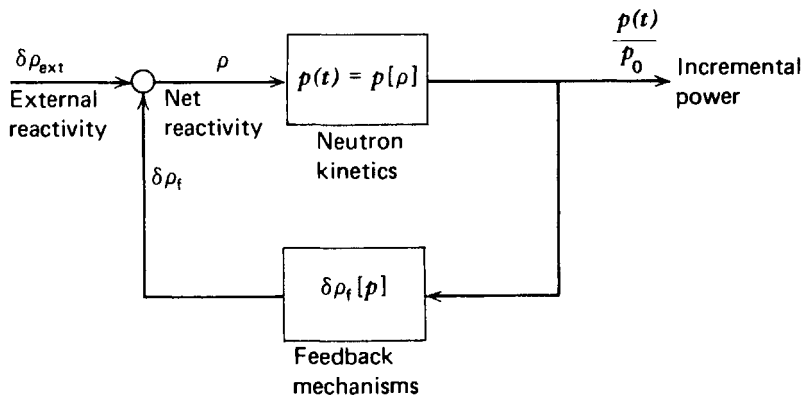 δρext
External
reactivity
ρ
Net
reactivity
p(t) = p[ρ]
Neutron
kinetics
p(t)
p0
Incremental
power
δρf
δρf[p]
Feedback
mechanisms